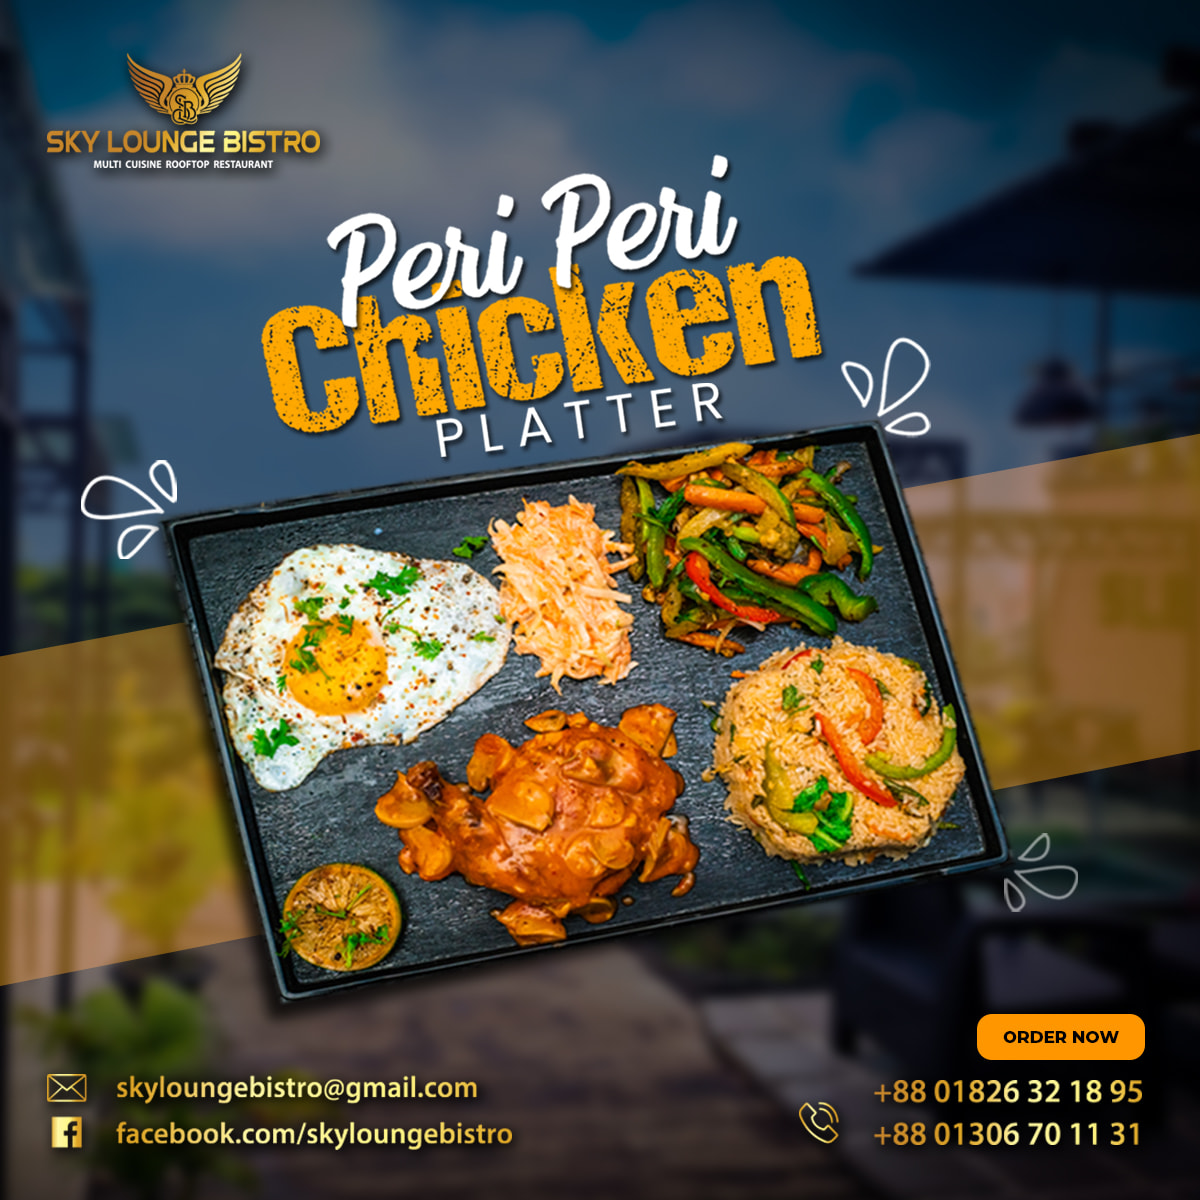 SLB
SKY LOUNGE BISTRO
MULTI CUISINE ROOFTOP RESTAURANT
Peri Peri
Chicken
PLATTER
ORDER NOW
skyloungebistro@gmail.com
facebook.com/skyloungebistro
+88 01826 32 18 95
+88 01306 70 11 31